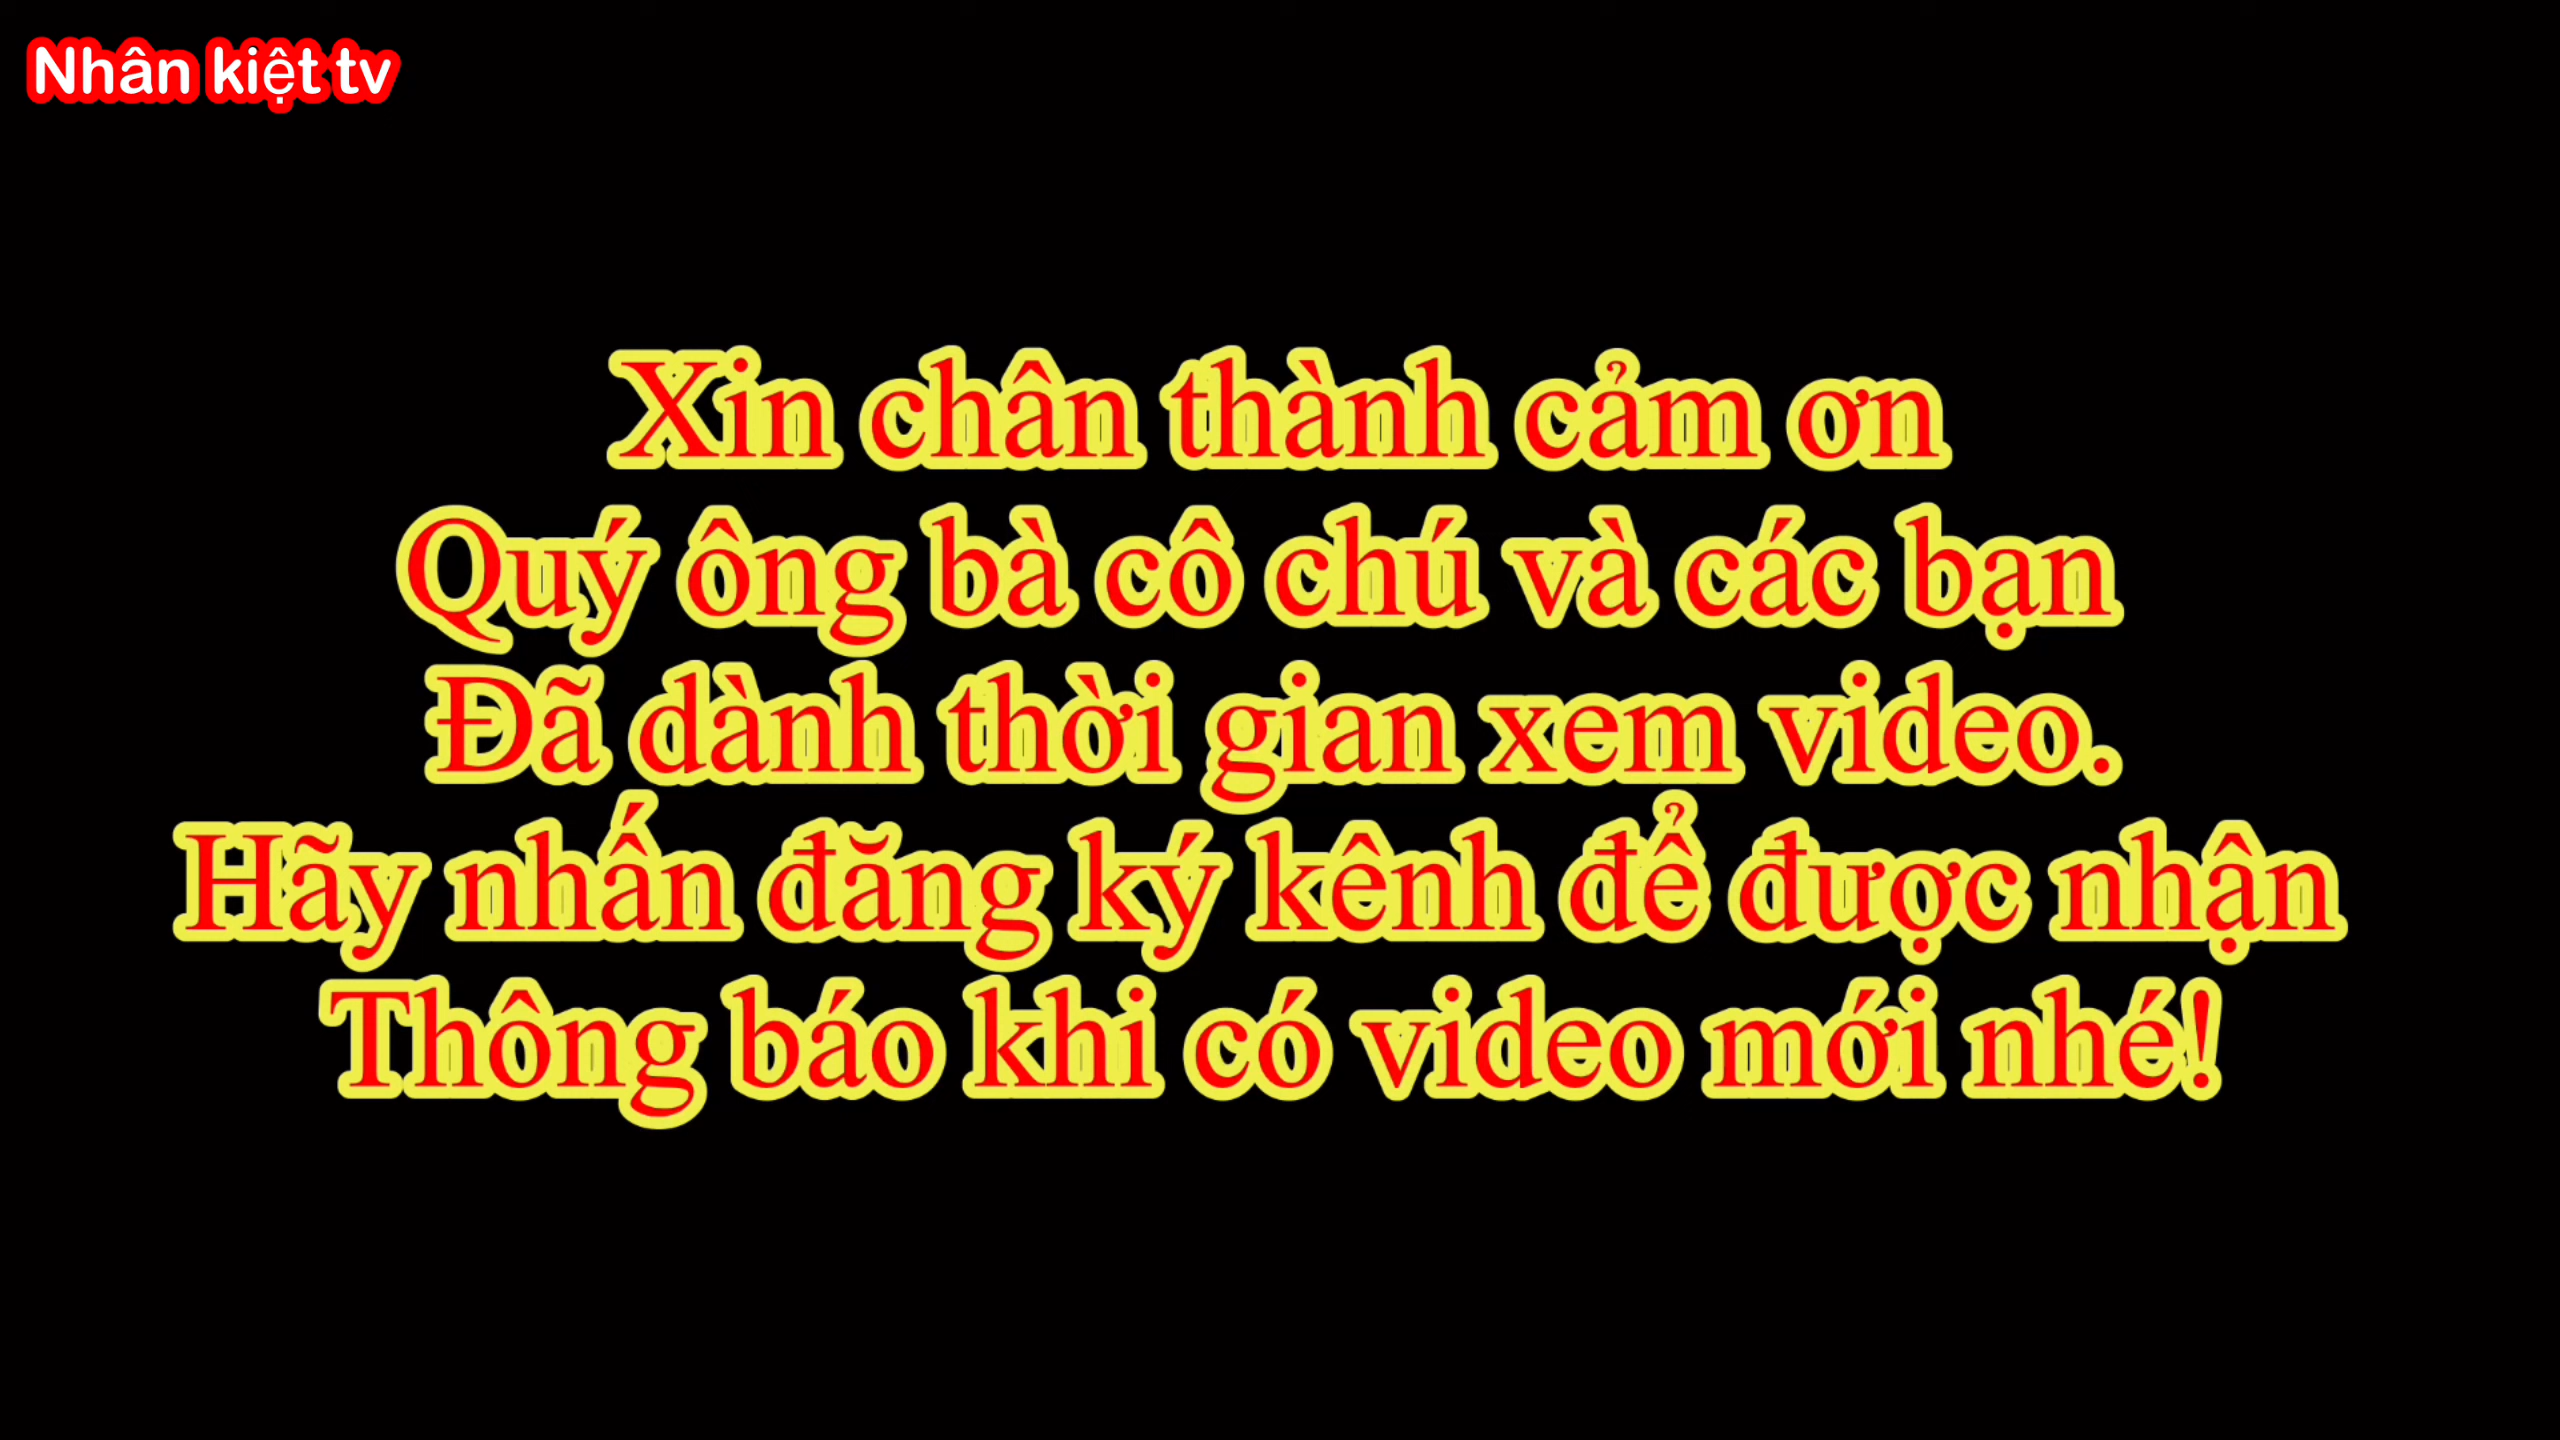 Nhân kiệt tv
Xin chân thành cảm ơn
Quý ông bà cô chú và các bạn
Đã dành thời gian xem video.
Hãy nhấn đăng ký kênh để được nhận
Thông báo khi có video mới nhé!